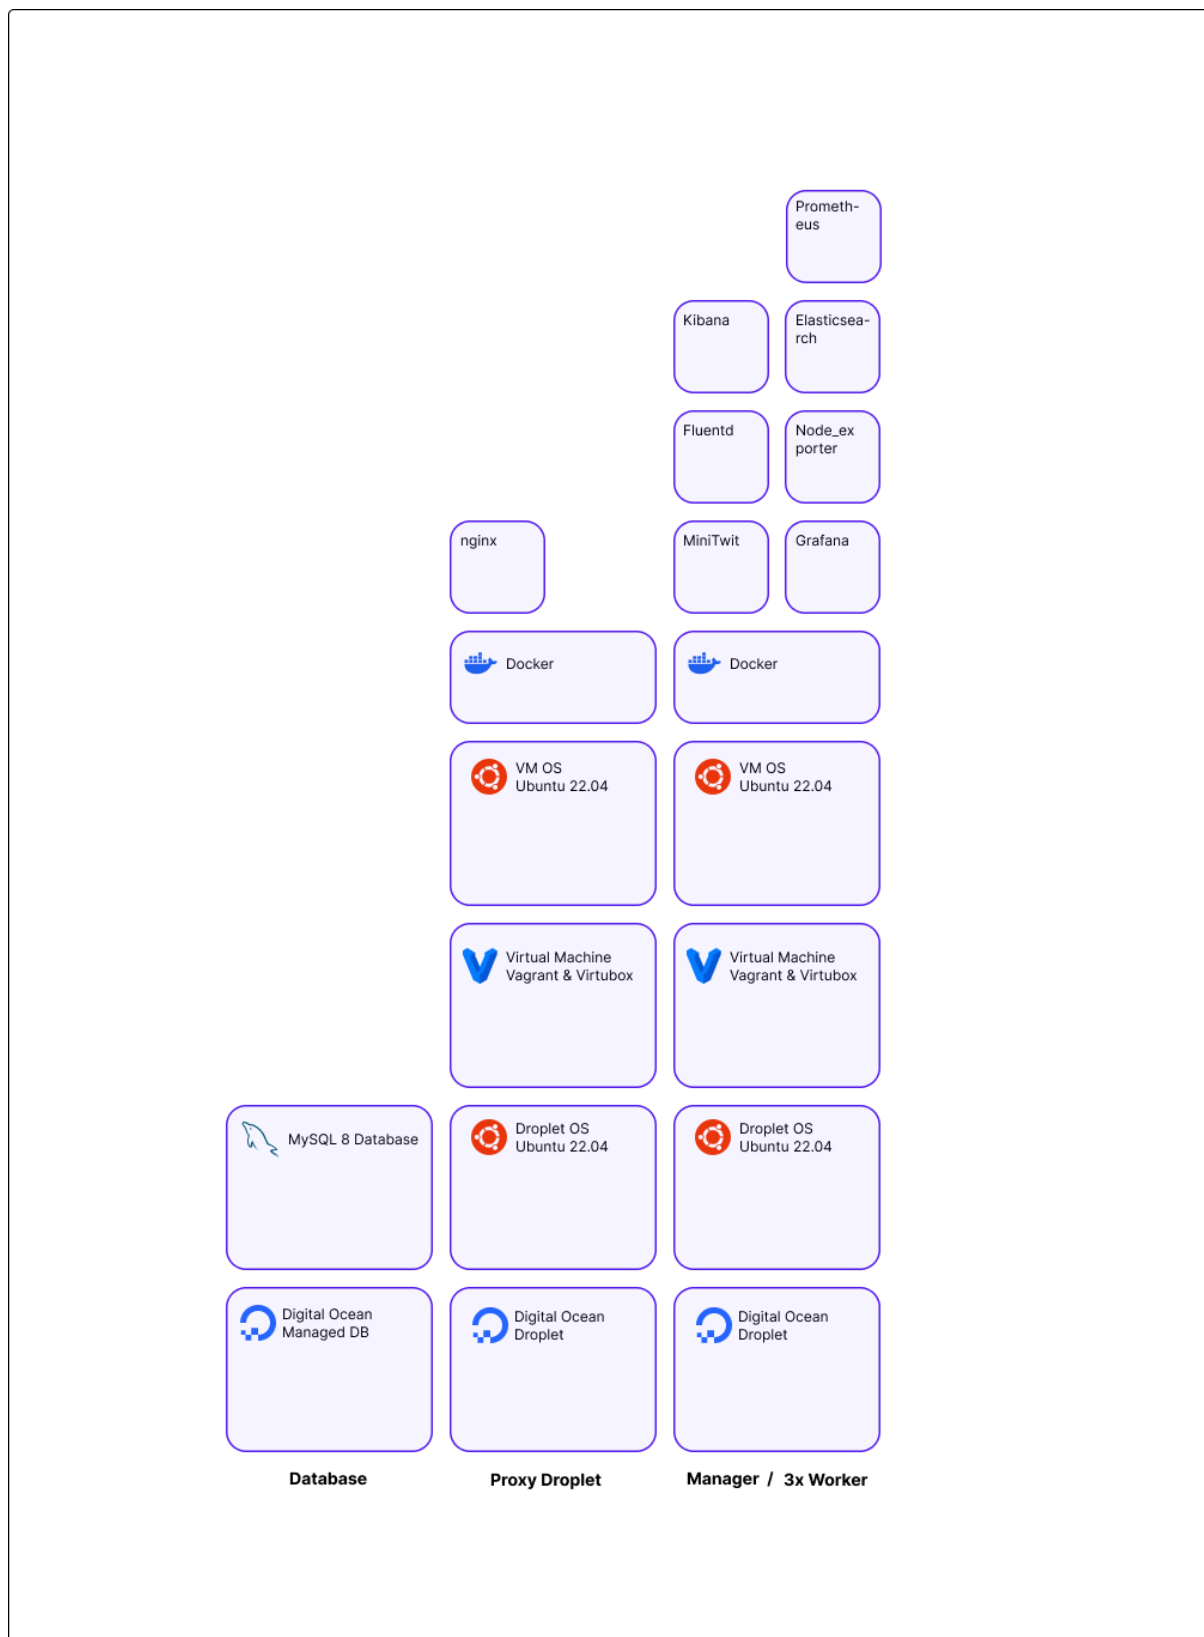 Prometh-
eus
Kibana
Elasticsea-
rch
Fluentd
Node_ex
porter
nginx
MiniTwit
Grafana
Docker
Docker
VM OS
Ubuntu 22.04
VM OS
Ubuntu 22.04
Virtual Machine
Vagrant & Virtubox
Virtual Machine
Vagrant & Virtubox
MySQL 8 Database
Droplet OS
Ubuntu 22.04
Droplet OS
Ubuntu 22.04
Digital Ocean
Managed DB
Digital Ocean
Droplet
Digital Ocean
Droplet
Database
Proxy Droplet
Manager / 3x Worker